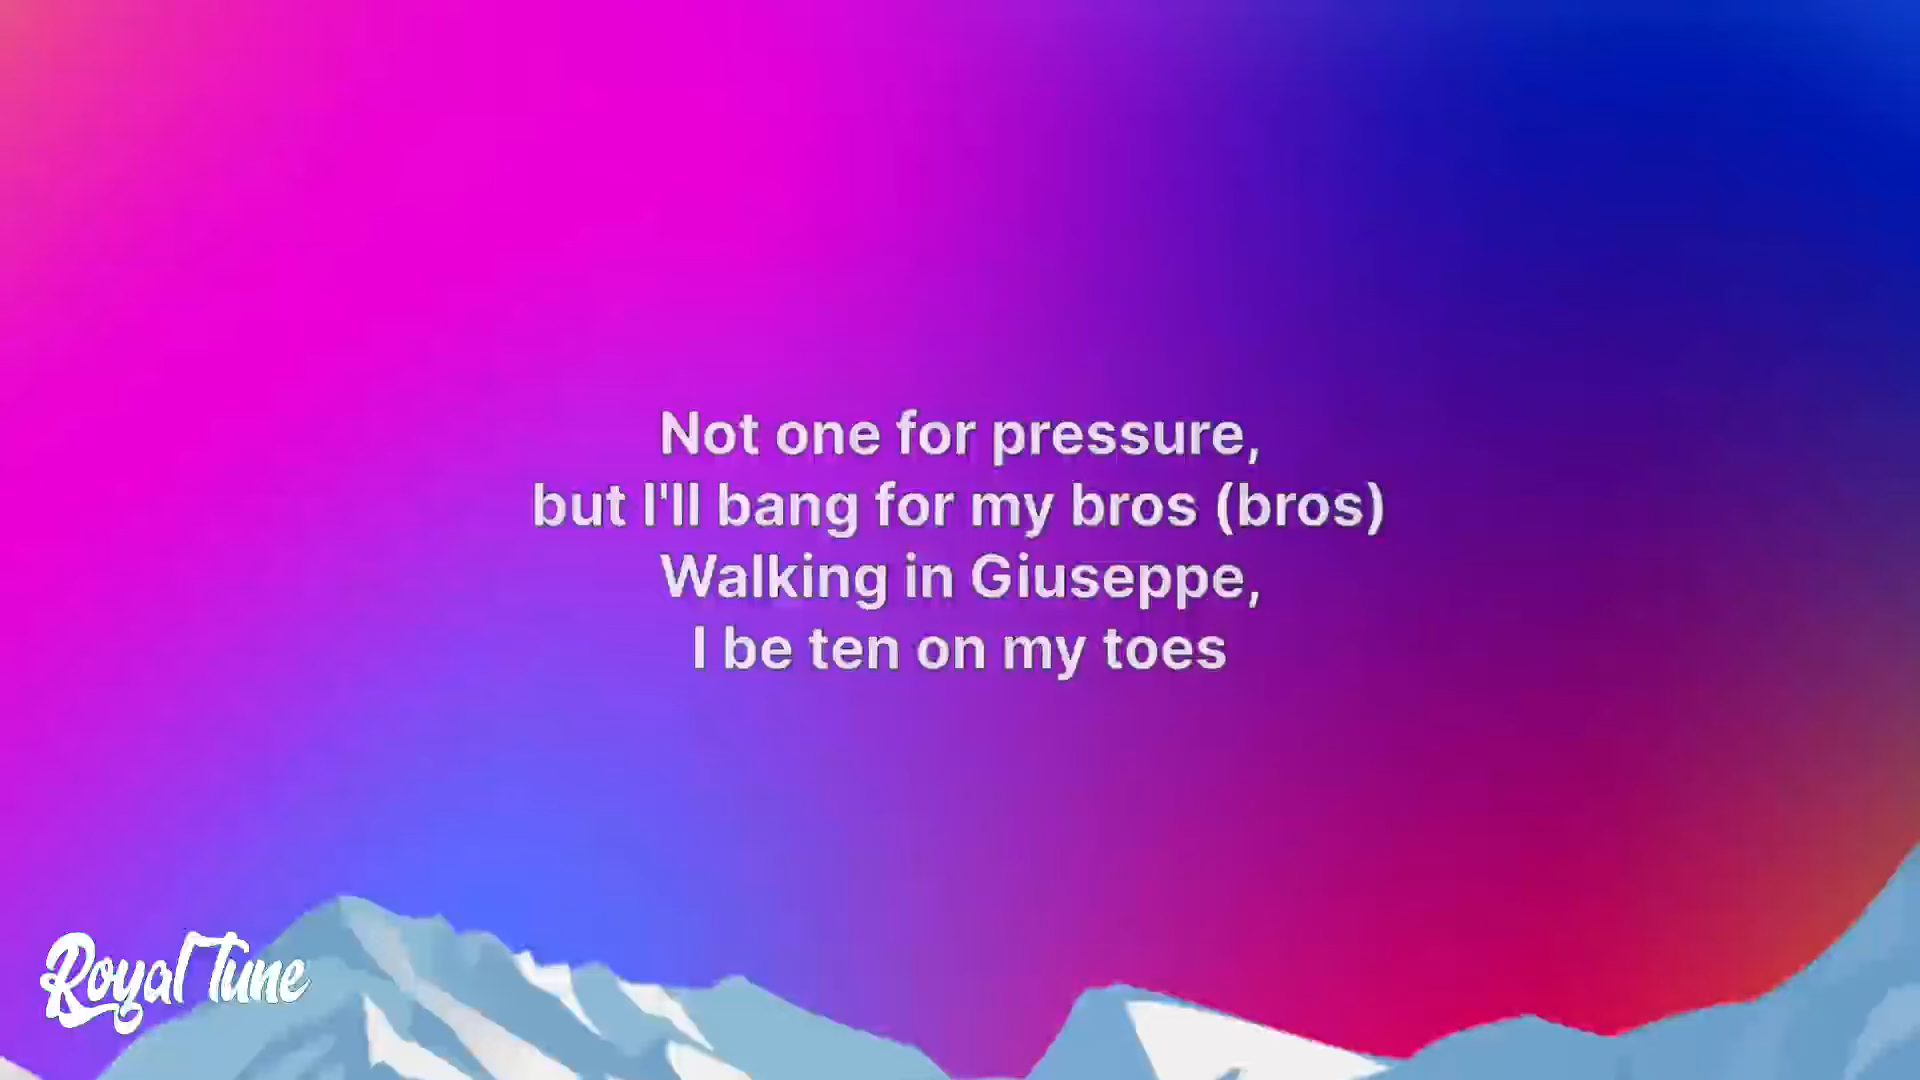 Not one for pressure,
but I'll bang for my bros (bros)
Walking in Giuseppe,
I be ten on my toes
Royal Tune